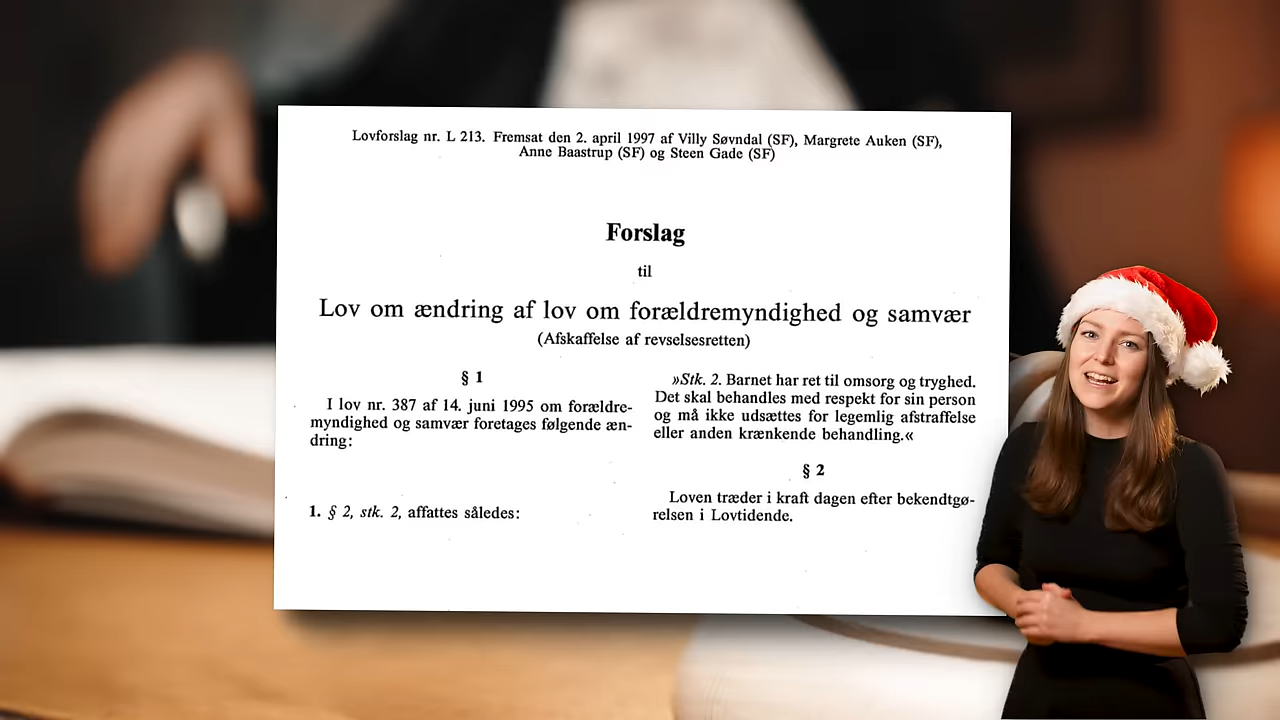 Lovforslag nr. L 213. Fremsat den 2. april 1997 af Villy Søvndal (SF), Margrete Auken (SF),
Anne Baastrup (SF) og Steen Gade (SF)
Forslag
til
Lov om ændring af lov om forældremyndighed og samvær
(Afskaffelse af revselsesretten)
§ 1
I lov nr. 387 af 14. juni 1995 om forældre-
myndighed og samvær foretages følgende æn-
dring:
1. § 2, stk. 2, affattes således:
»Stk. 2. Barnet har ret til omsorg og tryghed.
Det skal behandles med respekt for sin person
og må ikke udsættes for legemlig afstraffelse
eller anden krænkende behandling.«
§ 2
Loven træder i kraft dagen efter bekendtgø-
relsen i Lovtidende.